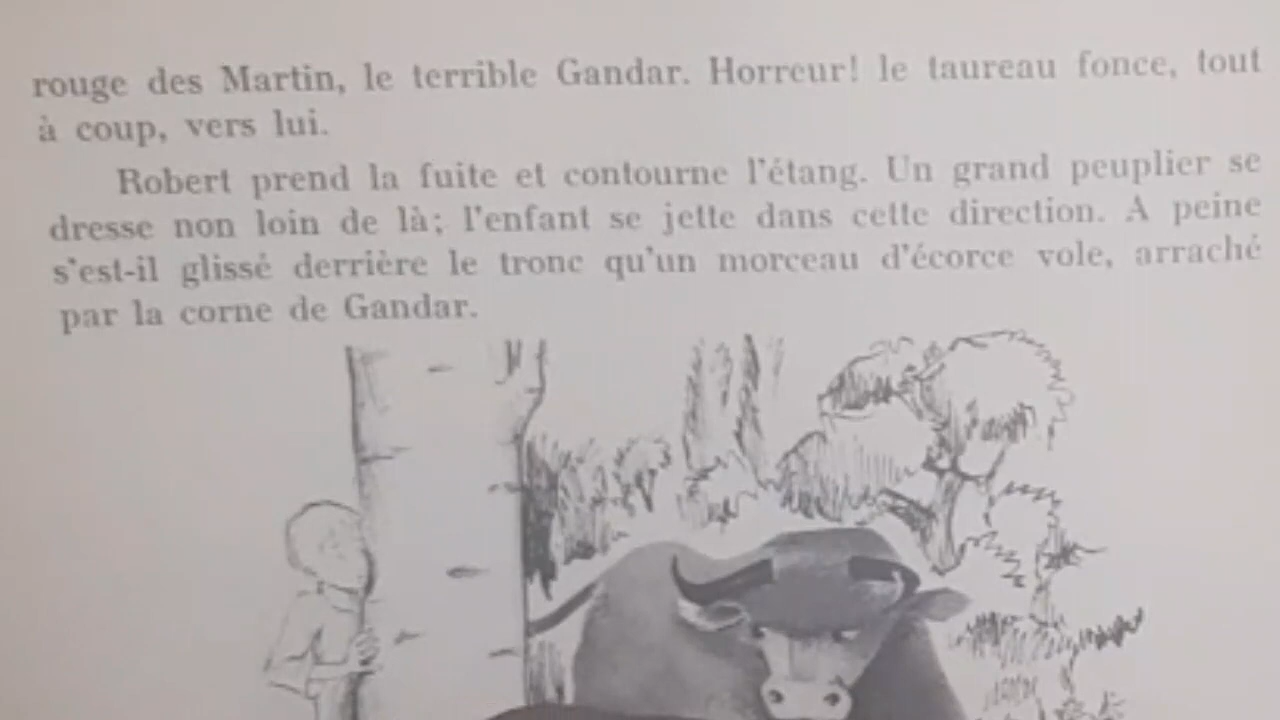 rouge des Martin, le terrible Gandar. Horreur! le taureau fonce, tout
à coup, vers lui.
Robert prend la fuite et contourne l'étang. Un grand peuplier se
dresse non loin de là; l'enfant se jette dans cette direction. A peine
s'est-il glissé derrière le tronc qu'un morceau d'écorce vole, arraché
par la corne de Gandar.